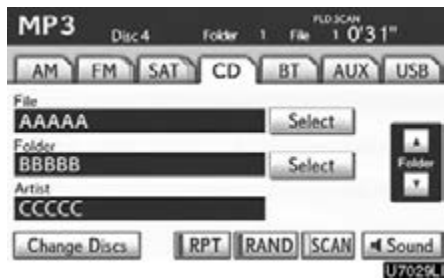 FLD.SCAN
MP3 Disc 4 Folder 1 File 1 0'31"
AM FM SAT CD BT AUX USB
File
AAAAA Select
Folder
BBBBB Select
Folder
Artist
CCCCC
Change Discs RPT RAND SCAN Sound
U7029L